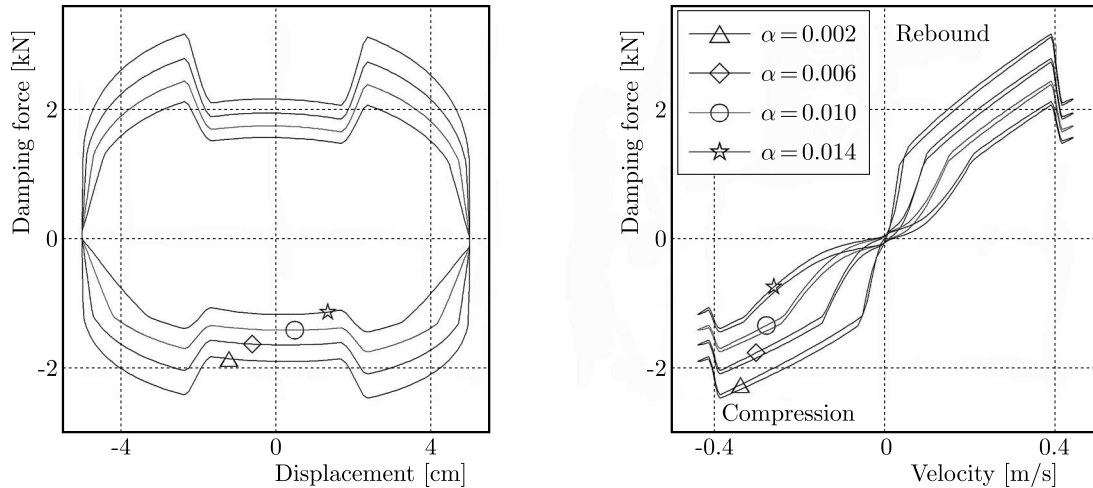 Damping force [kN]
2
0
-2
-4
0
4
Displacement [cm]
Damping force [kN]
2
0
-2
-0.4
0
0.4
Velocity [m/s]
α=0.002
α=0.006
α=0.010
α=0.014
Rebound
Compression